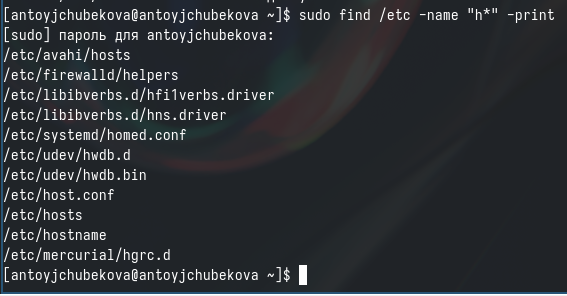 [antoyjchubekova@antoyjchubekova ~]$ sudo find /etc -name "h*" -print
[sudo] пароль для antoyjchubekova:
/etc/avahi/hosts
/etc/firewalld/helpers
/etc/libibverbs.d/hfi1verbs.driver
/etc/libibverbs.d/hns.driver
/etc/systemd/homed.conf
/etc/udev/hwdb.d
/etc/udev/hwdb.bin
/etc/host.conf
/etc/hosts
/etc/hostname
/etc/mercurial/hgrc.d
[antoyjchubekova@antoyjchubekova ~]$